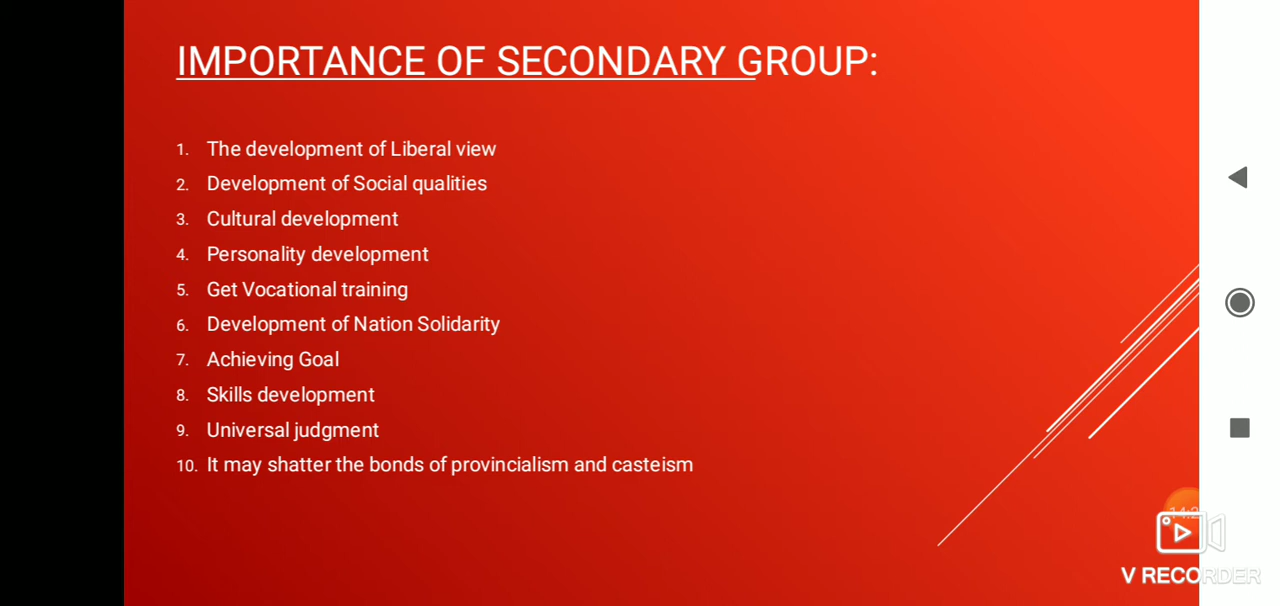 IMPORTANCE OF SECONDARY GROUP:
1. The development of Liberal view
2. Development of Social qualities
3. Cultural development
4. Personality development
5. Get Vocational training
6. Development of Nation Solidarity
7. Achieving Goal
8. Skills development
9. Universal judgment
10. It may shatter the bonds of provincialism and casteism
V RECORDER